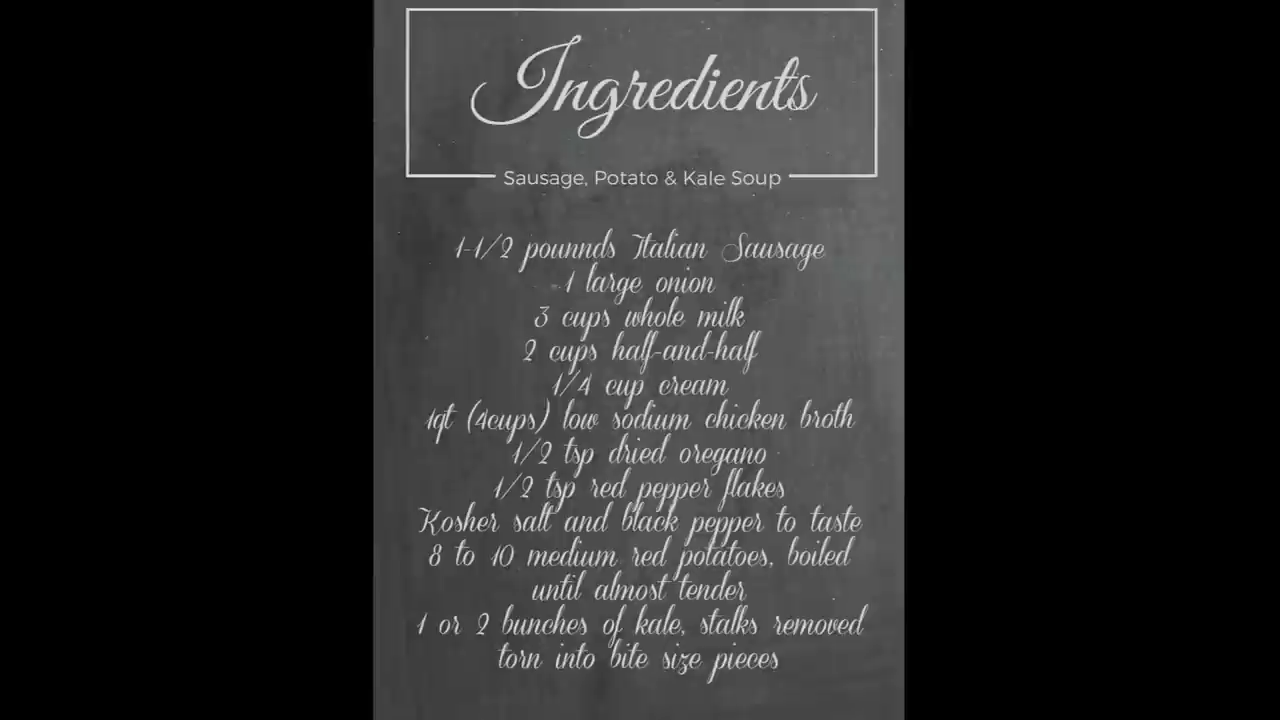 Ingredients
Sausage, Potato & Kale Soup
1-1/2 pounnds Italian Sausage
1 large onion
3 cups whole milk
2 cups half-and-half
1/4 cup cream
1qt (4cups) low sodium chicken broth
1/2 tsp dried oregano
1/2 tsp red pepper flakes
Kosher salt and black pepper to taste
8 to 10 medium red potatoes, boiled
until almost tender
1 or 2 bunches of kale, stalks removed
torn into bite size pieces